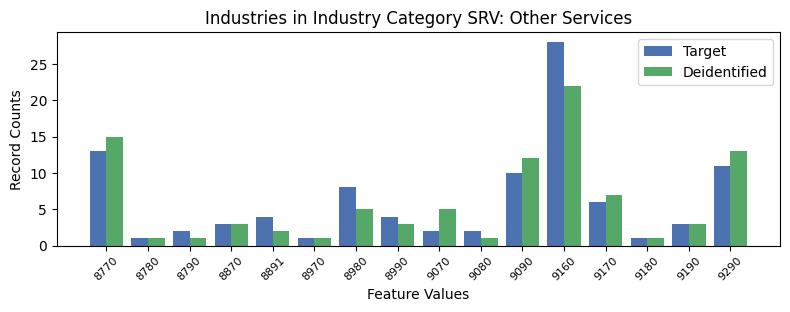 Industries in Industry Category SRV: Other Services
Target
Deidentified
Record Counts
25
20
15
10
5
0
8770 8780 8790 8870 8891 8970 8980 8990 9070 9080 9090 9160 9170 9180 9190 9290
Feature Values